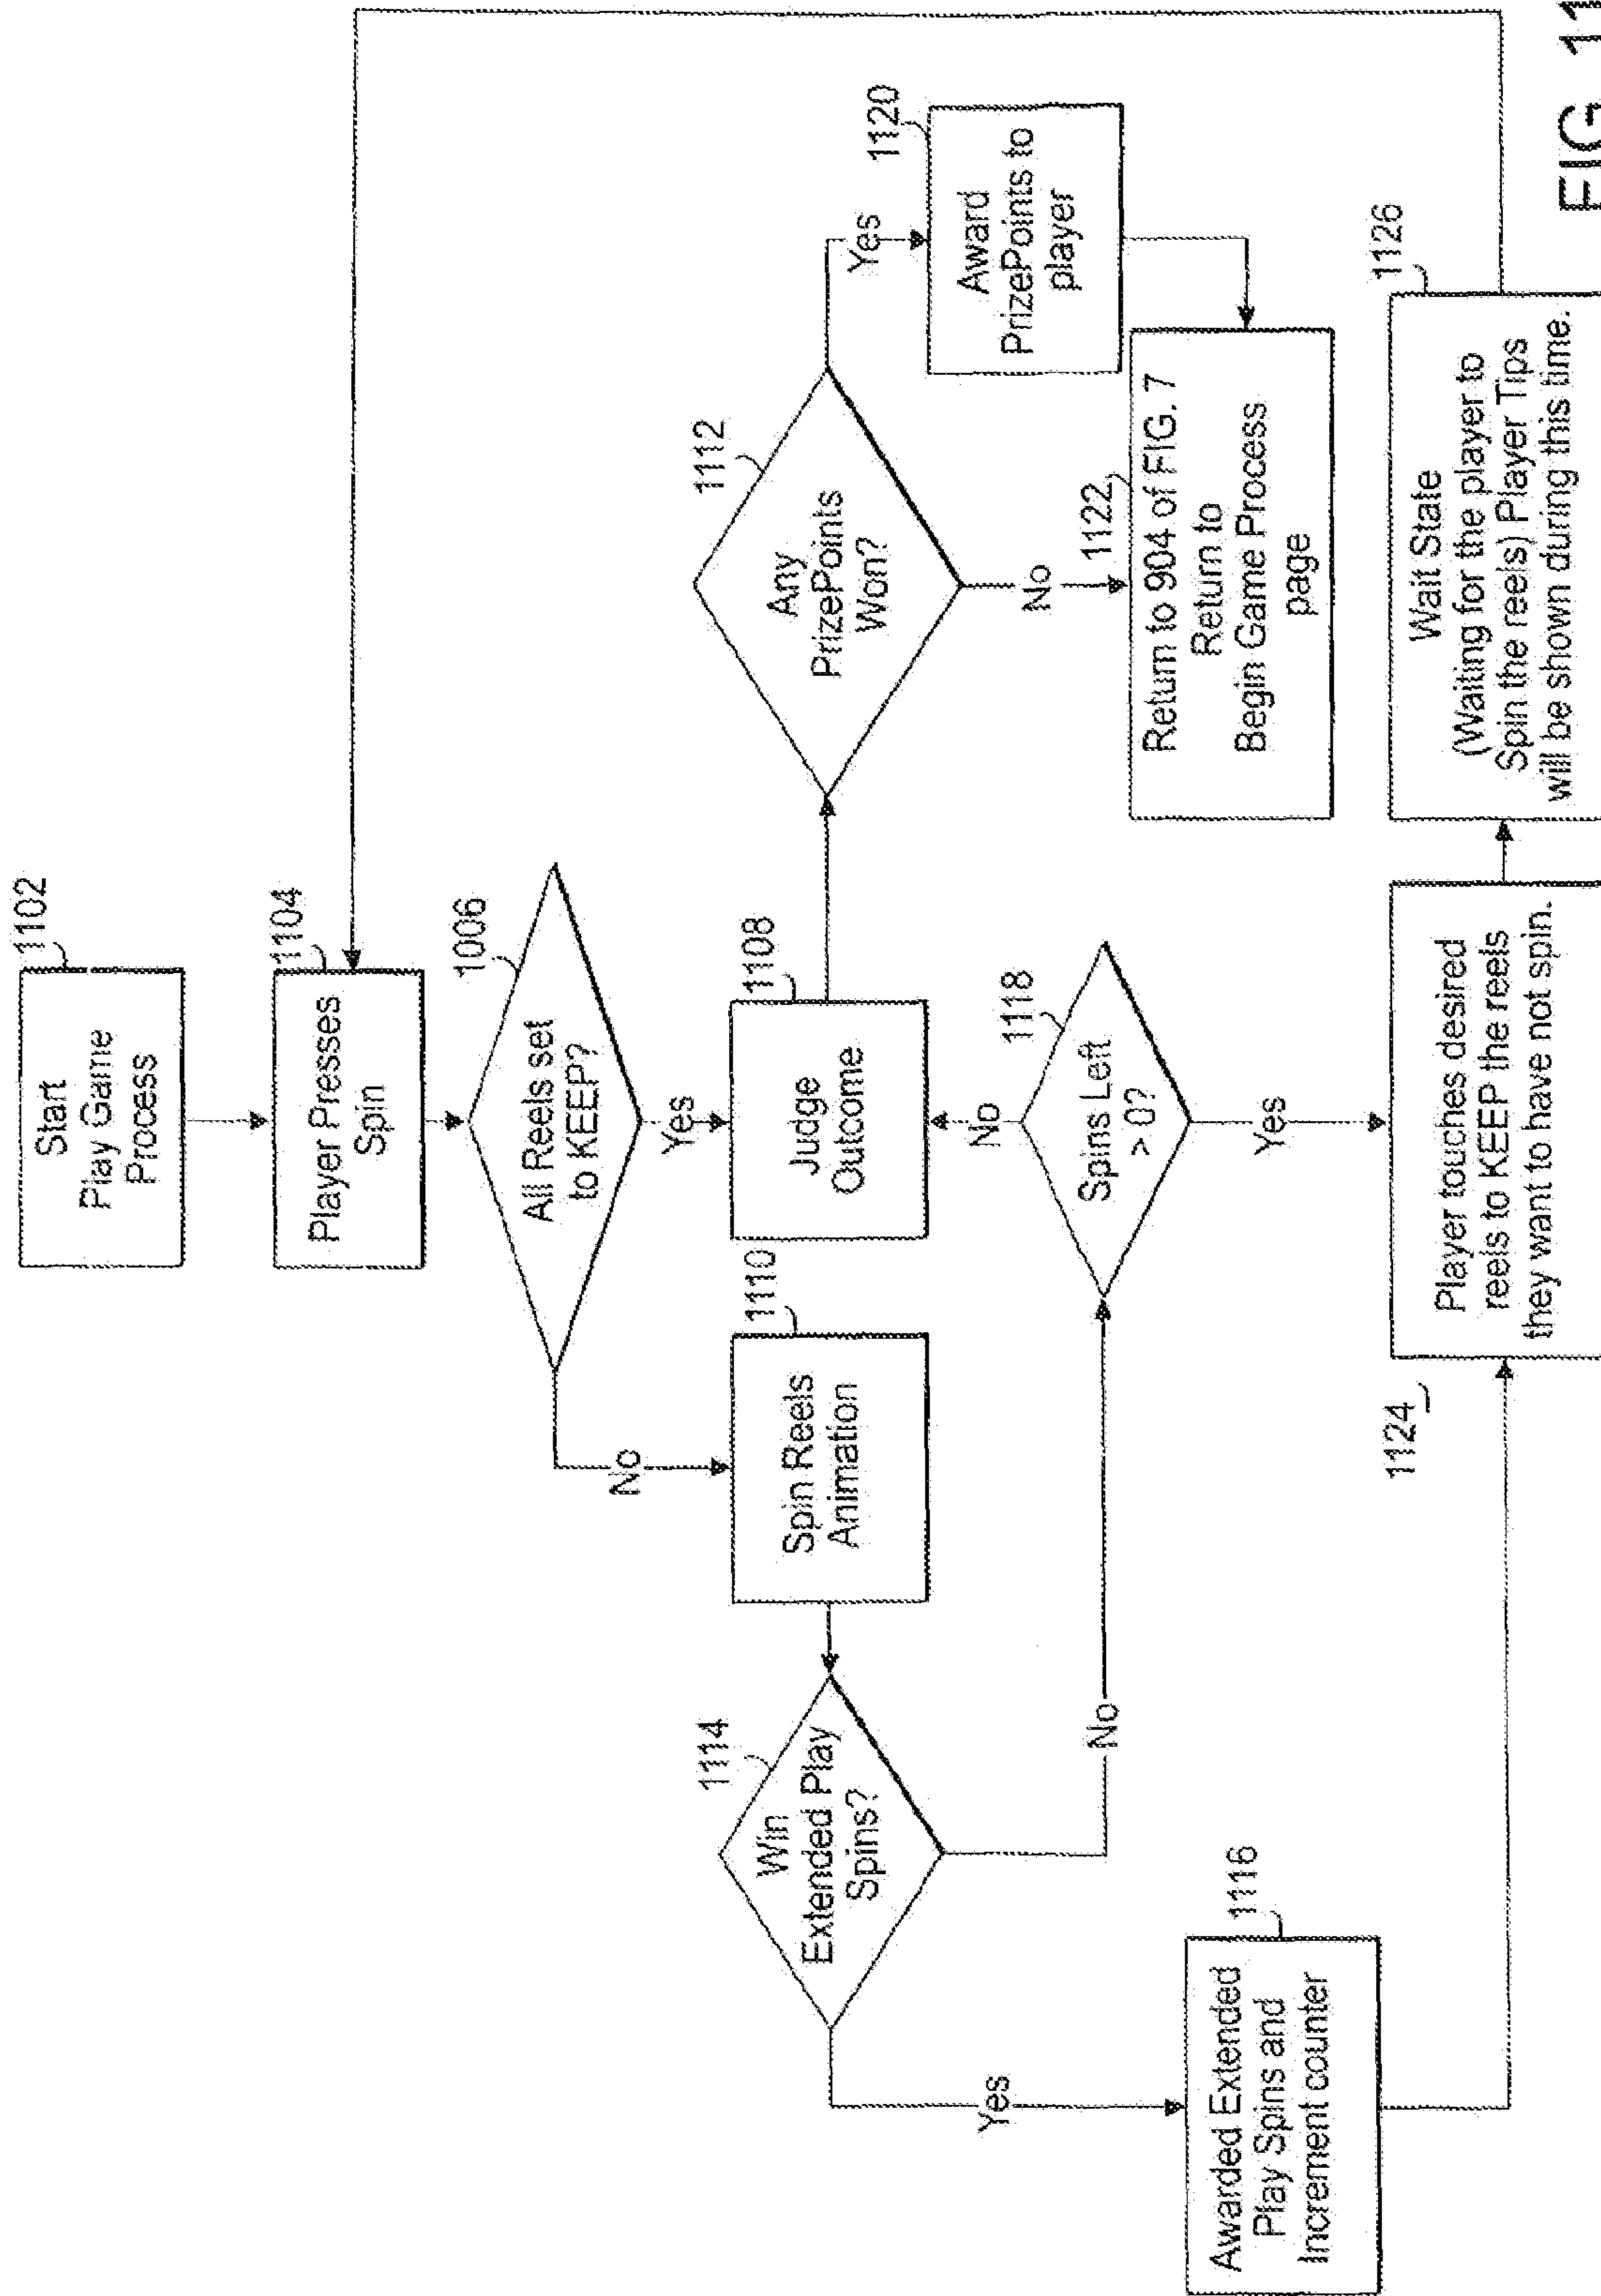 1102
Start
Play Game
Process
1104
Player Presses
Spin
1006
All Reels set
to KEEP?
No
Yes
1110
Spin Reels
Animation
1108
Judge
Outcome
1112
Any
PrizePoints
Won?
Yes
No
1120
Award
PrizePoints to
player
1114
Win
Extended Play
Spins?
Yes
No
1118
Spins Left
> 0?
No
Yes
1122
Return to 904 of FIG. 7
Return to
Begin Game Process
page
1116
Awarded Extended
Play Spins and
Increment counter
1124
Player touches desired
reels to KEEP the reels
they want to have not spin.
1126
Wait State
(Waiting for the player to
Spin the reels) Player Tips
will be shown during this time.
FIG. 11